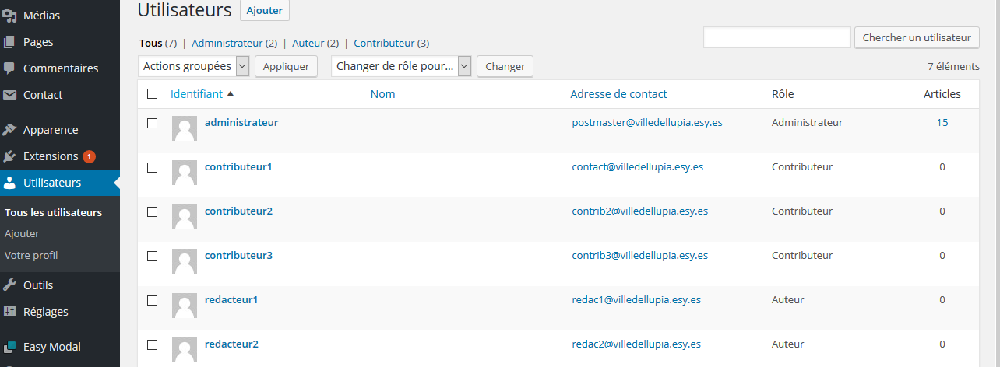 Médias
Pages
Commentaires
Contact
Apparence
Extensions 1
Utilisateurs
Tous les utilisateurs
Ajouter
Votre profil
Outils
Réglages
Easy Modal
Utilisateurs Ajouter
Tous (7) | Administrateur (2) | Auteur (2) | Contributeur (3)
Chercher un utilisateur
Actions groupées Appliquer Changer de rôle pour... Changer
7 éléments
Identifiant Nom Adresse de contact Rôle Articles
administrateur postmaster@villedellupia.esy.es Administrateur 15
contributeur1 contact@villedellupia.esy.es Contributeur 0
contributeur2 contrib2@villedellupia.esy.es Contributeur 0
contributeur3 contrib3@villedellupia.esy.es Contributeur 0
redacteur1 redac1@villedellupia.esy.es Auteur 0
redacteur2 redac2@villedellupia.esy.es Auteur 0